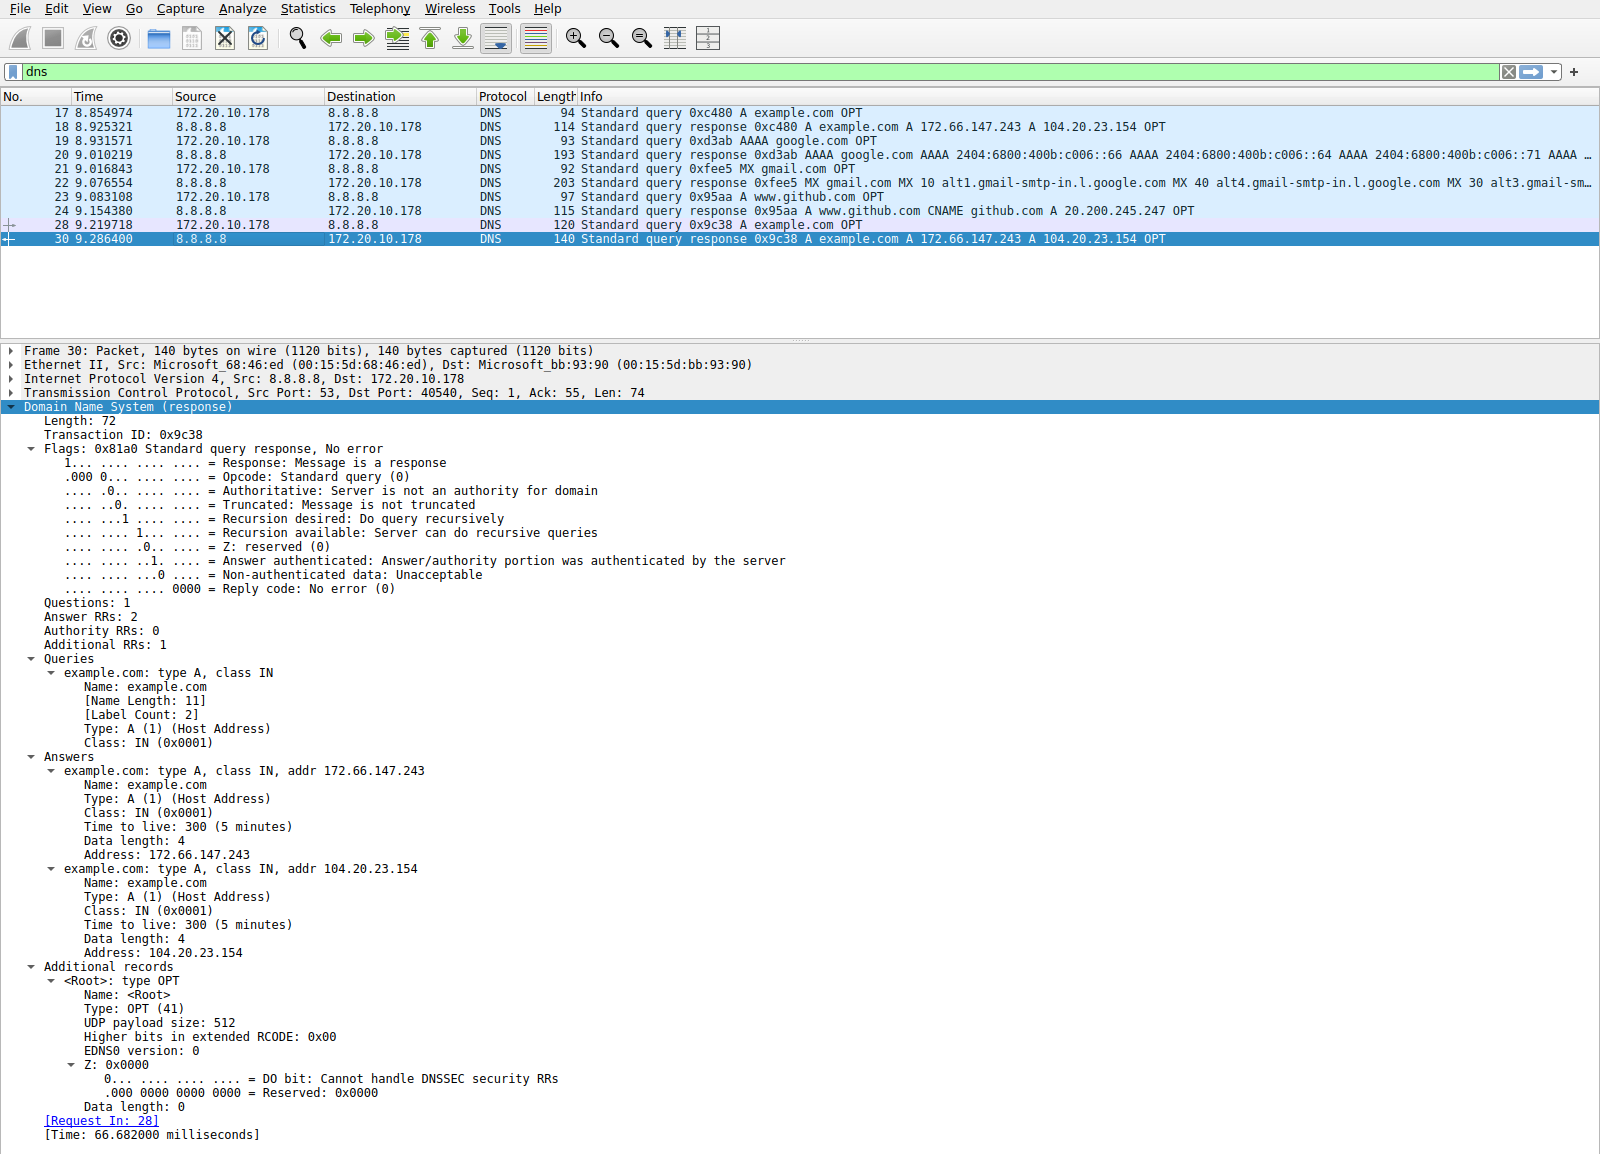 File Edit View Go Capture Analyze Statistics Telephony Wireless Tools Help
dns
No. Time Source Destination Protocol Length Info
17 8.854974 172.20.10.178 8.8.8.8 DNS 94 Standard query 0xc480 A example.com OPT
18 8.925321 8.8.8.8 172.20.10.178 DNS 114 Standard query response 0xc480 A example.com A 172.66.147.243 A 104.20.23.154 OPT
19 8.931571 172.20.10.178 8.8.8.8 DNS 93 Standard query 0xd3ab AAAA google.com OPT
20 9.010219 8.8.8.8 172.20.10.178 DNS 193 Standard query response 0xd3ab AAAA google.com AAAA 2404:6800:400b:c006::66 AAAA 2404:6800:400b:c006::64 AAAA 2404:6800:400b:c006::71 AAAA …
21 9.016843 172.20.10.178 8.8.8.8 DNS 92 Standard query 0xfee5 MX gmail.com OPT
22 9.076554 8.8.8.8 172.20.10.178 DNS 203 Standard query response 0xfee5 MX gmail.com MX 10 alt1.gmail-smtp-in.l.google.com MX 40 alt4.gmail-smtp-in.l.google.com MX 30 alt3.gmail-sm…
23 9.083108 172.20.10.178 8.8.8.8 DNS 97 Standard query 0x95aa A www.github.com OPT
24 9.154380 8.8.8.8 172.20.10.178 DNS 115 Standard query response 0x95aa A www.github.com CNAME github.com A 20.200.245.247 OPT
28 9.219718 172.20.10.178 8.8.8.8 DNS 120 Standard query 0x9c38 A example.com OPT
30 9.286400 8.8.8.8 172.20.10.178 DNS 140 Standard query response 0x9c38 A example.com A 172.66.147.243 A 104.20.23.154 OPT
Frame 30: Packet, 140 bytes on wire (1120 bits), 140 bytes captured (1120 bits)
Ethernet II, Src: Microsoft_68:46:ed (00:15:5d:68:46:ed), Dst: Microsoft_bb:93:90 (00:15:5d:bb:93:90)
Internet Protocol Version 4, Src: 8.8.8.8, Dst: 172.20.10.178
Transmission Control Protocol, Src Port: 53, Dst Port: 40540, Seq: 1, Ack: 55, Len: 74
Domain Name System (response)
Length: 72
Transaction ID: 0x9c38
Flags: 0x81a0 Standard query response, No error
1... .... .... .... = Response: Message is a response
.000 0... .... .... = Opcode: Standard query (0)
.... .0.. .... .... = Authoritative: Server is not an authority for domain
.... ..0. .... .... = Truncated: Message is not truncated
.... ...1 .... .... = Recursion desired: Do query recursively
.... .... 1... .... = Recursion available: Server can do recursive queries
.... .... .0.. .... = Z: reserved (0)
.... .... ..1. .... = Answer authenticated: Answer/authority portion was authenticated by the server
.... .... ...0 .... = Non-authenticated data: Unacceptable
.... .... .... 0000 = Reply code: No error (0)
Questions: 1
Answer RRs: 2
Authority RRs: 0
Additional RRs: 1
Queries
example.com: type A, class IN
Name: example.com
[Name Length: 11]
[Label Count: 2]
Type: A (1) (Host Address)
Class: IN (0x0001)
Answers
example.com: type A, class IN, addr 172.66.147.243
Name: example.com
Type: A (1) (Host Address)
Class: IN (0x0001)
Time to live: 300 (5 minutes)
Data length: 4
Address: 172.66.147.243
example.com: type A, class IN, addr 104.20.23.154
Name: example.com
Type: A (1) (Host Address)
Class: IN (0x0001)
Time to live: 300 (5 minutes)
Data length: 4
Address: 104.20.23.154
Additional records
<Root>: type OPT
Name: <Root>
Type: OPT (41)
UDP payload size: 512
Higher bits in extended RCODE: 0x00
EDNS0 version: 0
Z: 0x0000
0... .... .... .... = DO bit: Cannot handle DNSSEC security RRs
.000 0000 0000 0000 = Reserved: 0x0000
Data length: 0
[Request In: 28]
[Time: 66.682000 milliseconds]